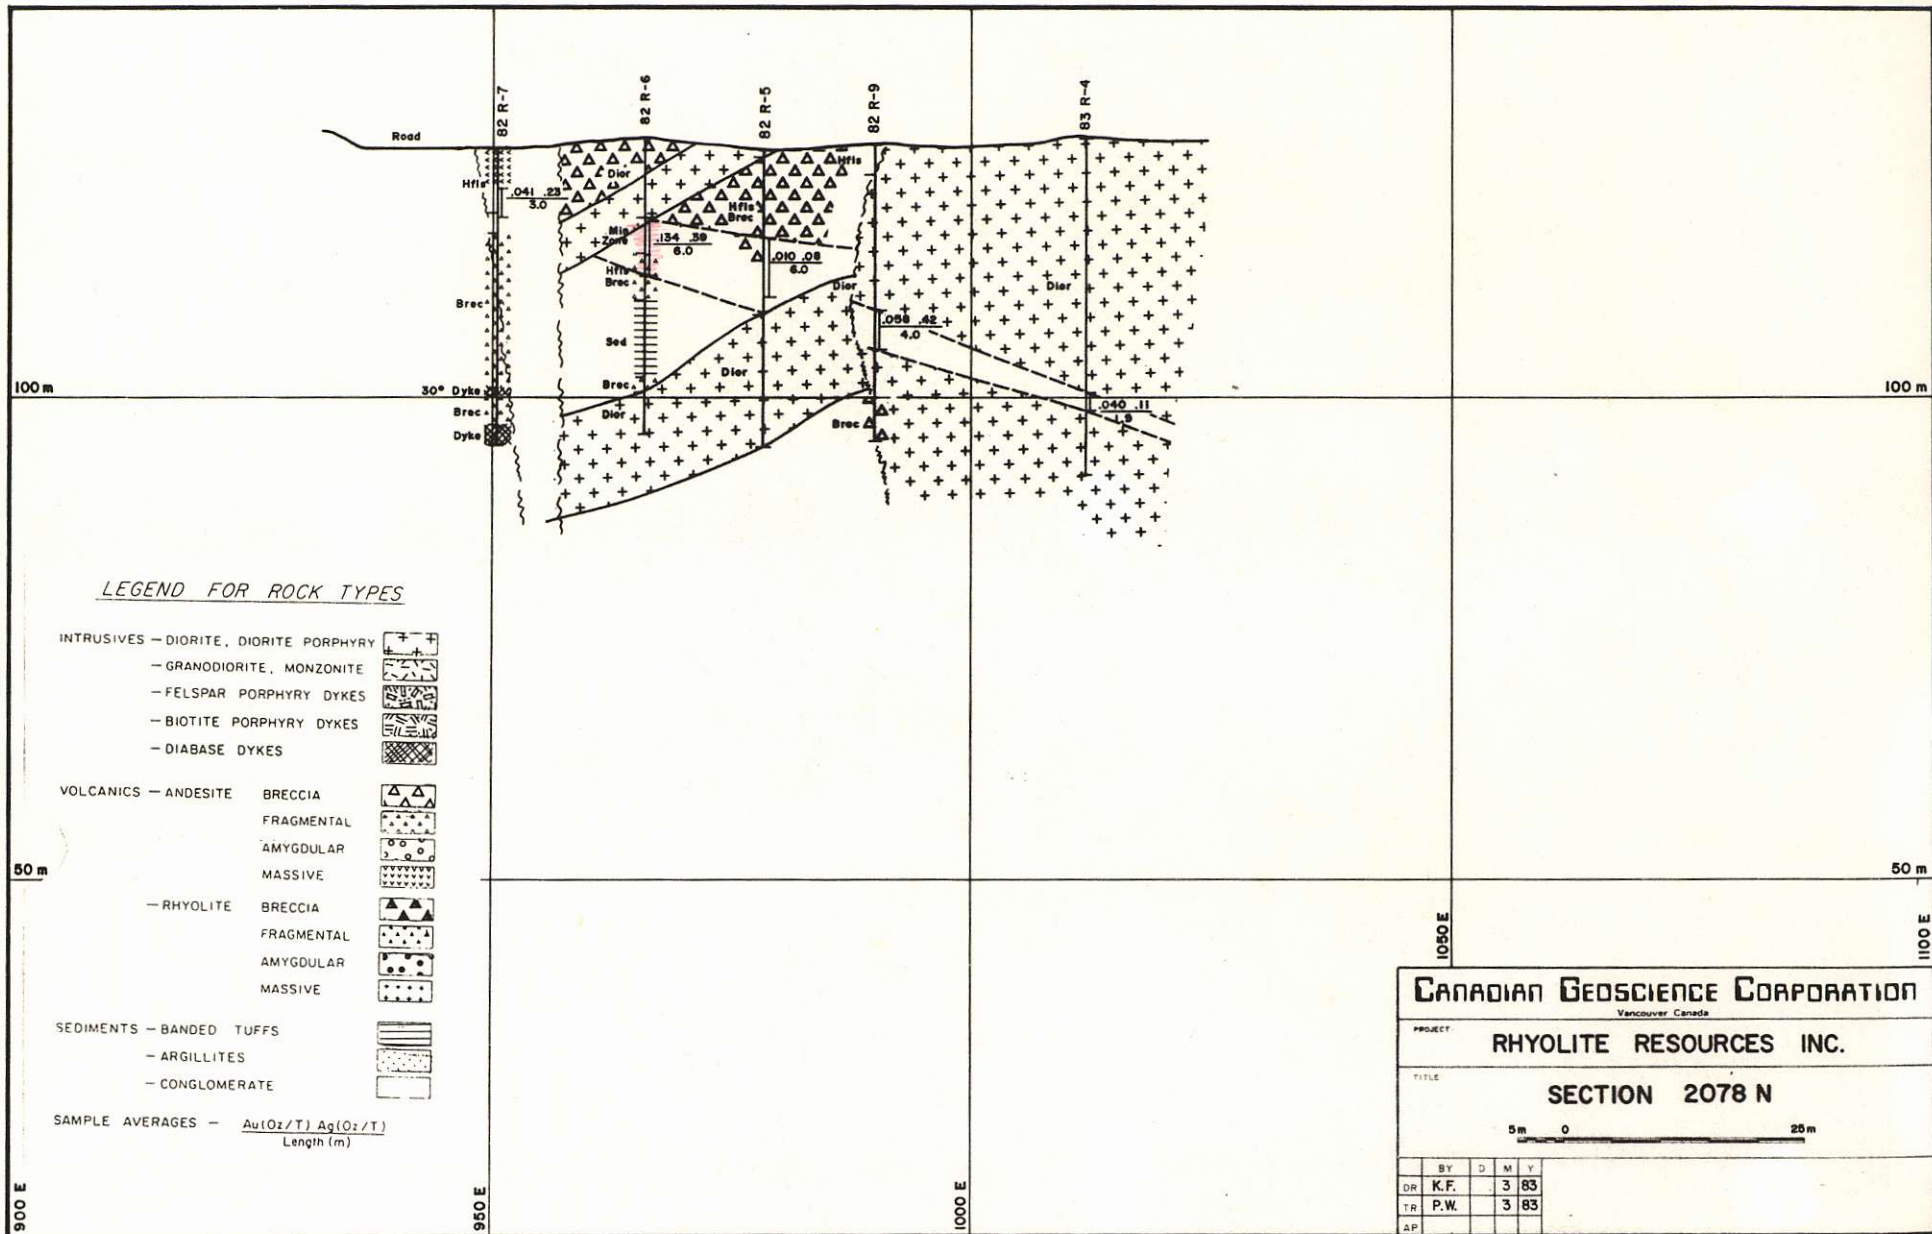 82 R-7
82 R-6
82 R-5
82 R-9
83 R-4
Road
Hfls
.041 .23
3.0
Dior
Hfls
Hfls
Brec
Min
Zone
.134 .39
6.0
.010 .08
6.0
Hfls
Brec
Dior
Dior
Brec
.058 .42
4.0
Sed
Dior
Brec
100 m
30° Dyke
100 m
.040 .11
.9
Brec
Dior
Brec
Dyke
LEGEND FOR ROCK TYPES
INTRUSIVES — DIORITE, DIORITE PORPHYRY
— GRANODIORITE, MONZONITE
— FELSPAR PORPHYRY DYKES
— BIOTITE PORPHYRY DYKES
— DIABASE DYKES
VOLCANICS — ANDESITE BRECCIA
FRAGMENTAL
AMYGDULAR
MASSIVE
50 m
50 m
— RHYOLITE BRECCIA
FRAGMENTAL
AMYGDULAR
MASSIVE
SEDIMENTS — BANDED TUFFS
— ARGILLITES
— CONGLOMERATE
SAMPLE AVERAGES — Au(Oz/T) Ag(Oz/T)
Length (m)
900 E
950 E
1000 E
1050 E
1100 E
CANADIAN GEOSCIENCE CORPORATION
Vancouver Canada
PROJECT:
RHYOLITE RESOURCES INC.
TITLE
SECTION 2078 N
5m 0 25m
BY D M Y
DR K.F. 3 83
TR P.W. 3 83
AP